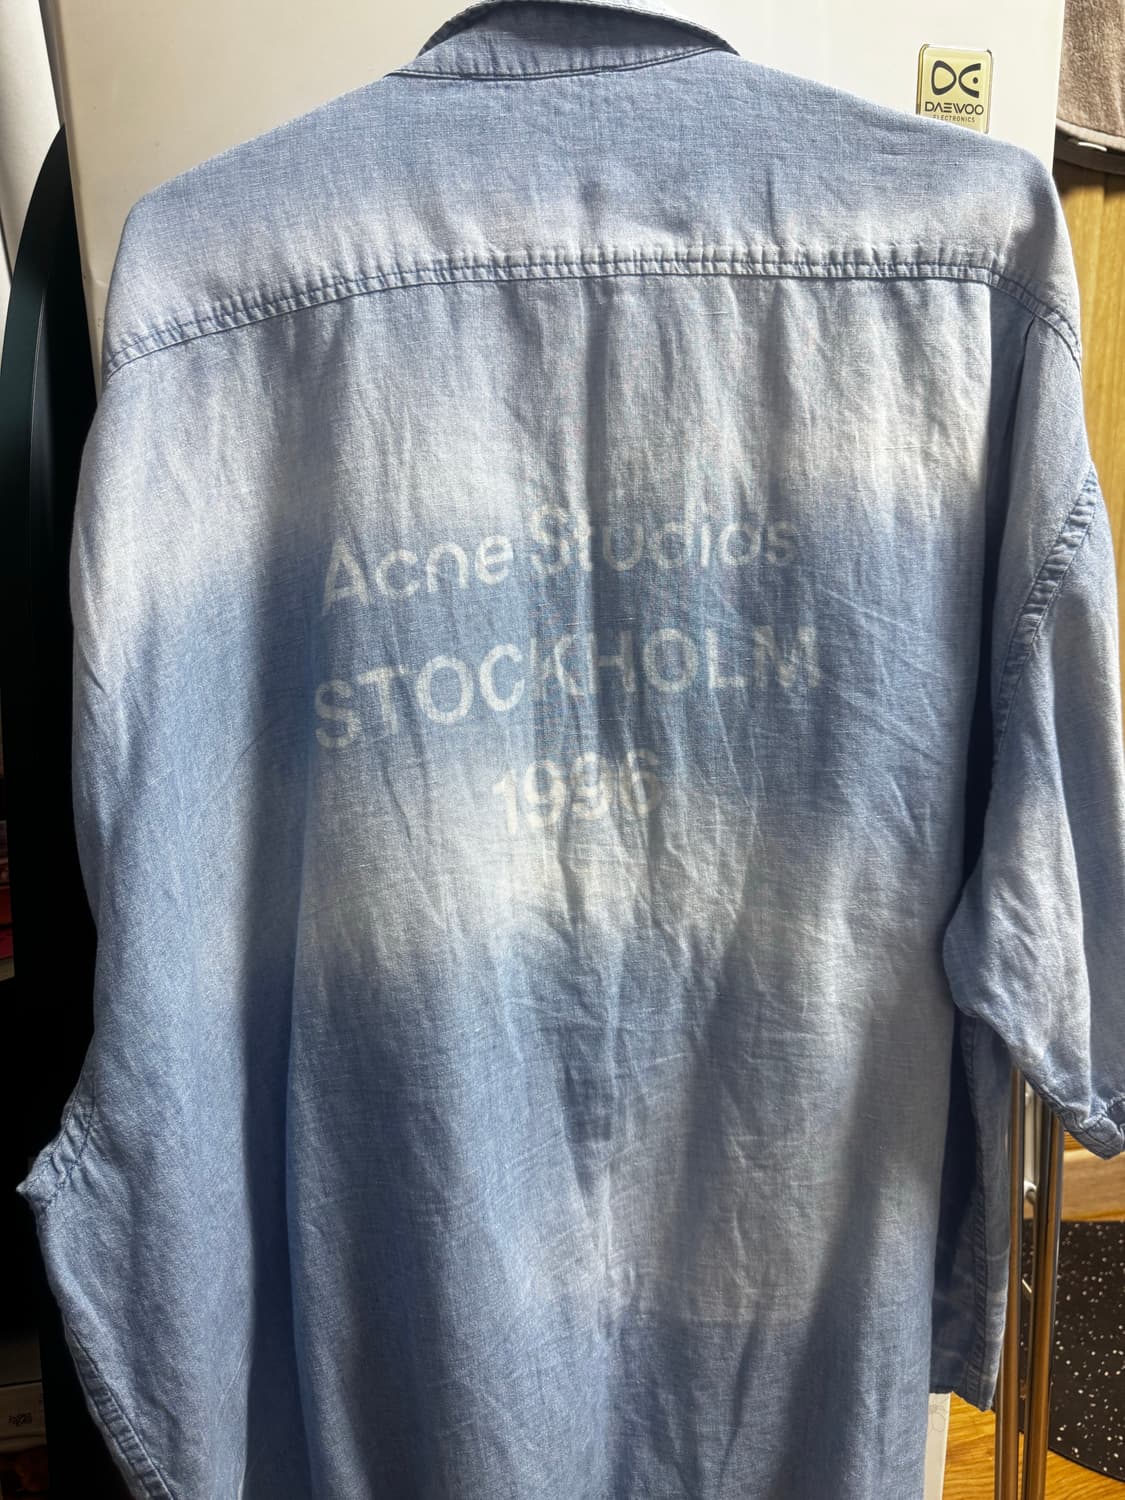 DAEWOO
ELECTRONICS
Acne Studios
STOCKHOLM
1996